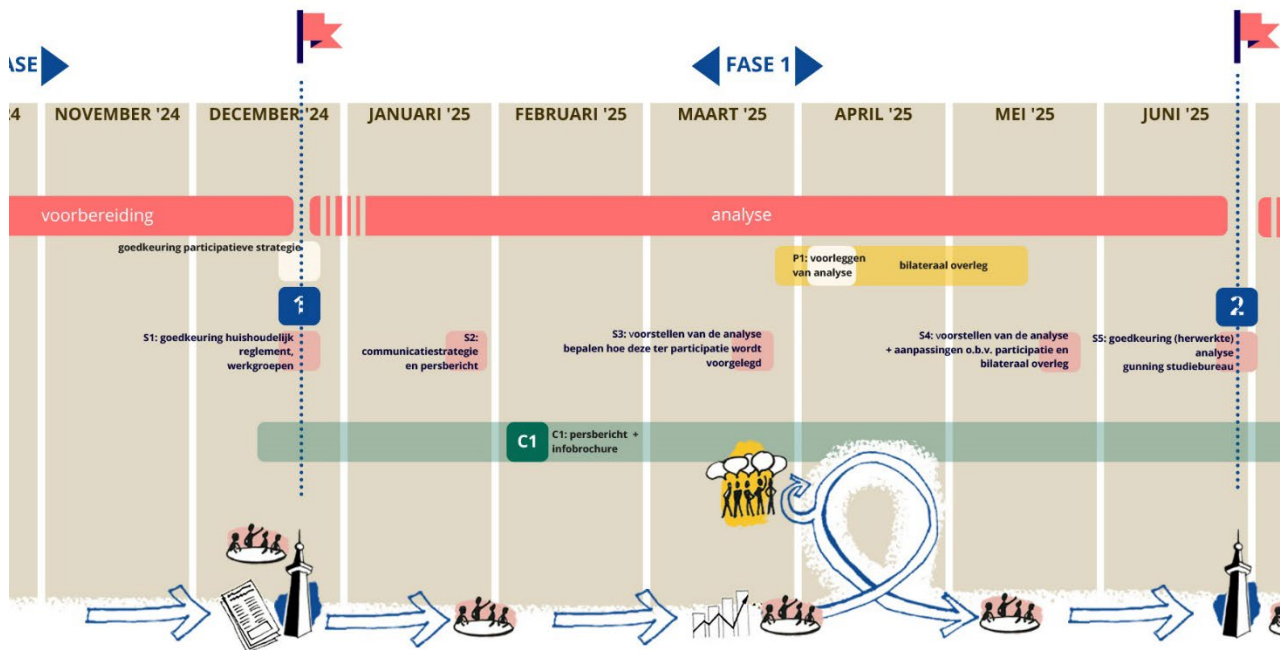 ASE
FASE 1
24
NOVEMBER '24
DECEMBER '24
JANUARI '25
FEBRUARI '25
MAART '25
APRIL '25
MEI '25
JUNI '25
voorbereiding
analyse
goedkeuring participatieve strategie
P1: voorleggen
van analyse
bilateraal overleg
1
2
S1: goedkeuring huishoudelijk
reglement,
werkgroepen
S2:
communicatiestrategie
en persbericht
S3: voorstellen van de analyse
bepalen hoe deze ter participatie wordt
voorgelegd
S4: voorstellen van de analyse
+ aanpassingen o.b.v. participatie en
bilateraal overleg
S5: goedkeuring (herwerkte)
analyse
gunning studiebureau
C1
C1: persbericht +
infobrochure